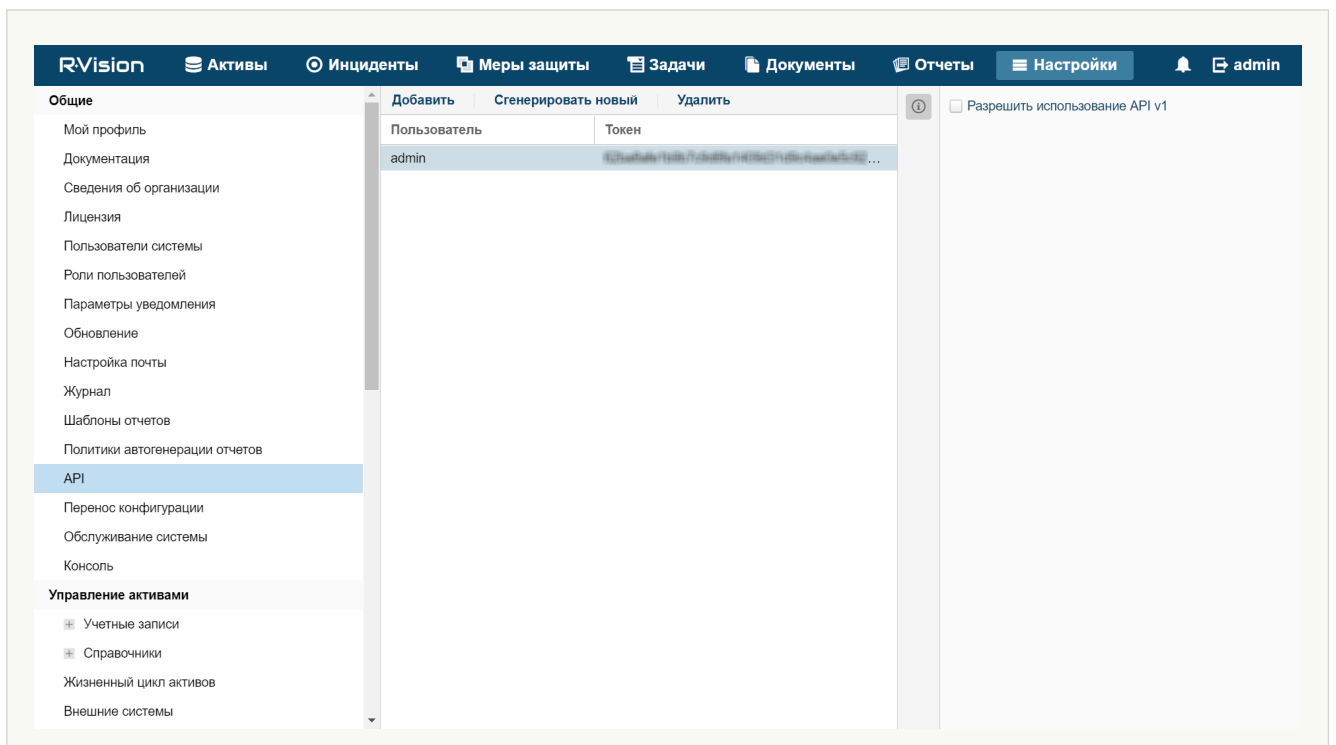 R·Vision Активы Инциденты Меры защиты Задачи Документы Отчеты Настройки admin
Общие
Мой профиль
Документация
Сведения об организации
Лицензия
Пользователи системы
Роли пользователей
Параметры уведомления
Обновление
Настройка почты
Журнал
Шаблоны отчетов
Политики автогенерации отчетов
API
Перенос конфигурации
Обслуживание системы
Консоль
Управление активами
Учетные записи
Справочники
Жизненный цикл активов
Внешние системы
Добавить Сгенерировать новый Удалить
Пользователь Токен
admin
Разрешить использование API v1